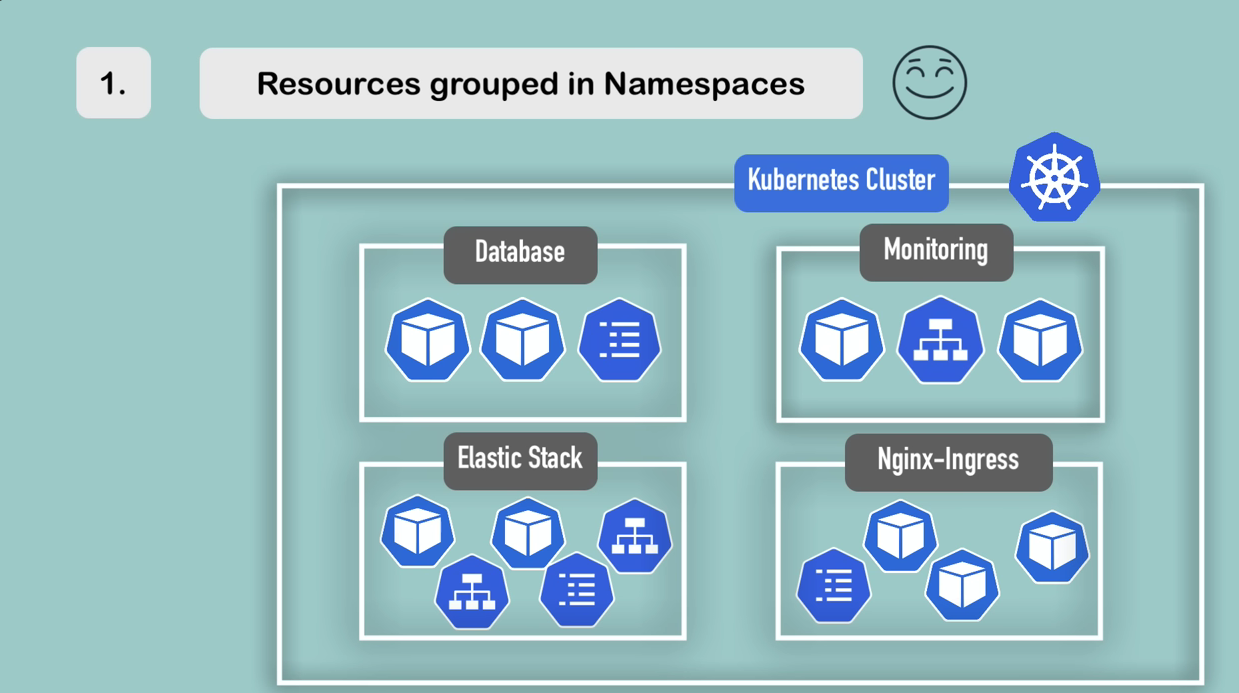 1.
Resources grouped in Namespaces
Kubernetes Cluster
Database
Monitoring
Elastic Stack
Nginx-Ingress